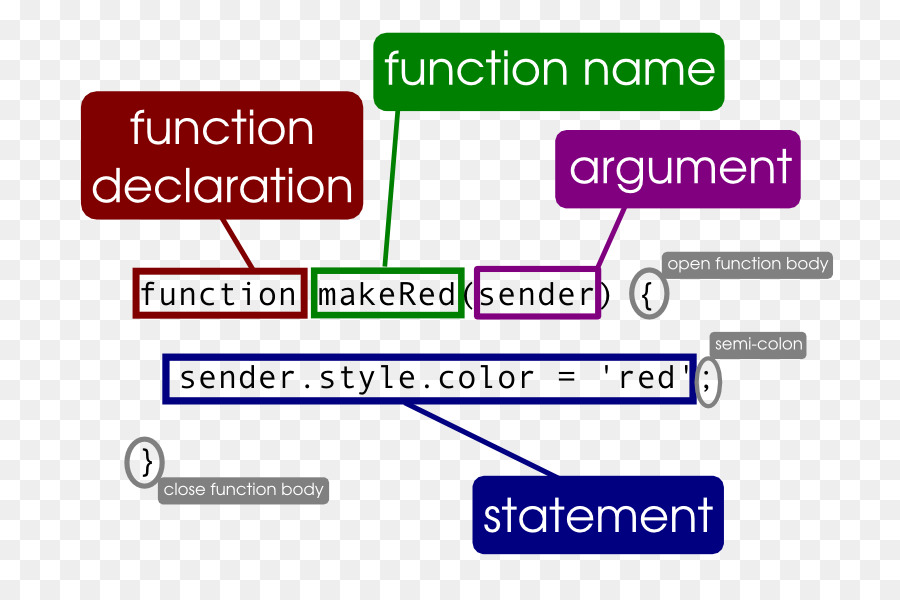 function name
function
declaration
argument
open function body
function makeRed(sender) {
semi-colon
sender.style.color = 'red';
}
close function body
statement